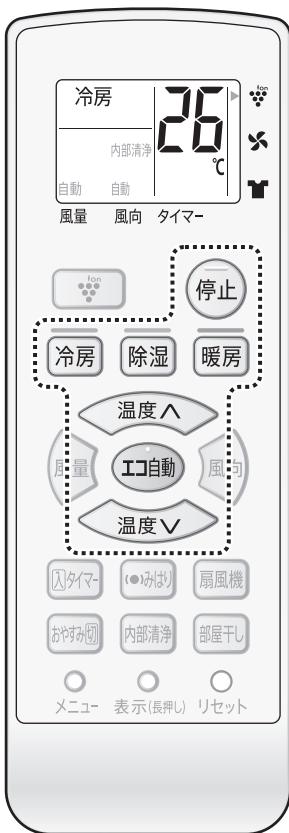 ion
冷房 26
内部清浄 ℃
自動 自動
風量 風向 タイマー
ion
停止
冷房 除湿 暖房
温度∧
風量 エコ自動 風向
温度∨
入タイマー みはり 扇風機
おやすみ切 内部清浄 部屋干し
メニュー 表示(長押し) リセット